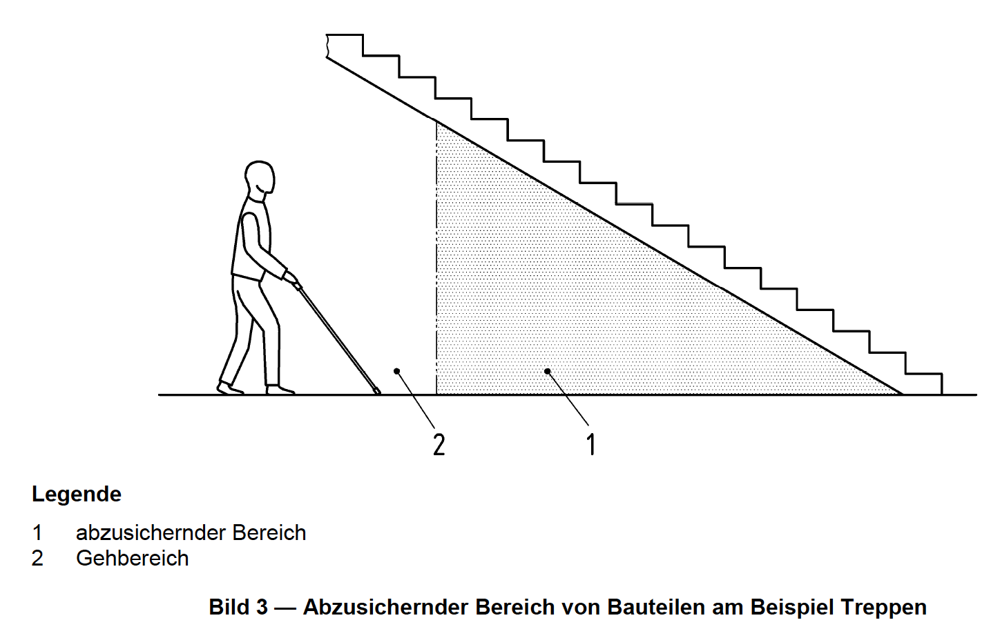 2
1
Legende
1 abzusichernder Bereich
2 Gehbereich
Bild 3 — Abzusichernder Bereich von Bauteilen am Beispiel Treppen